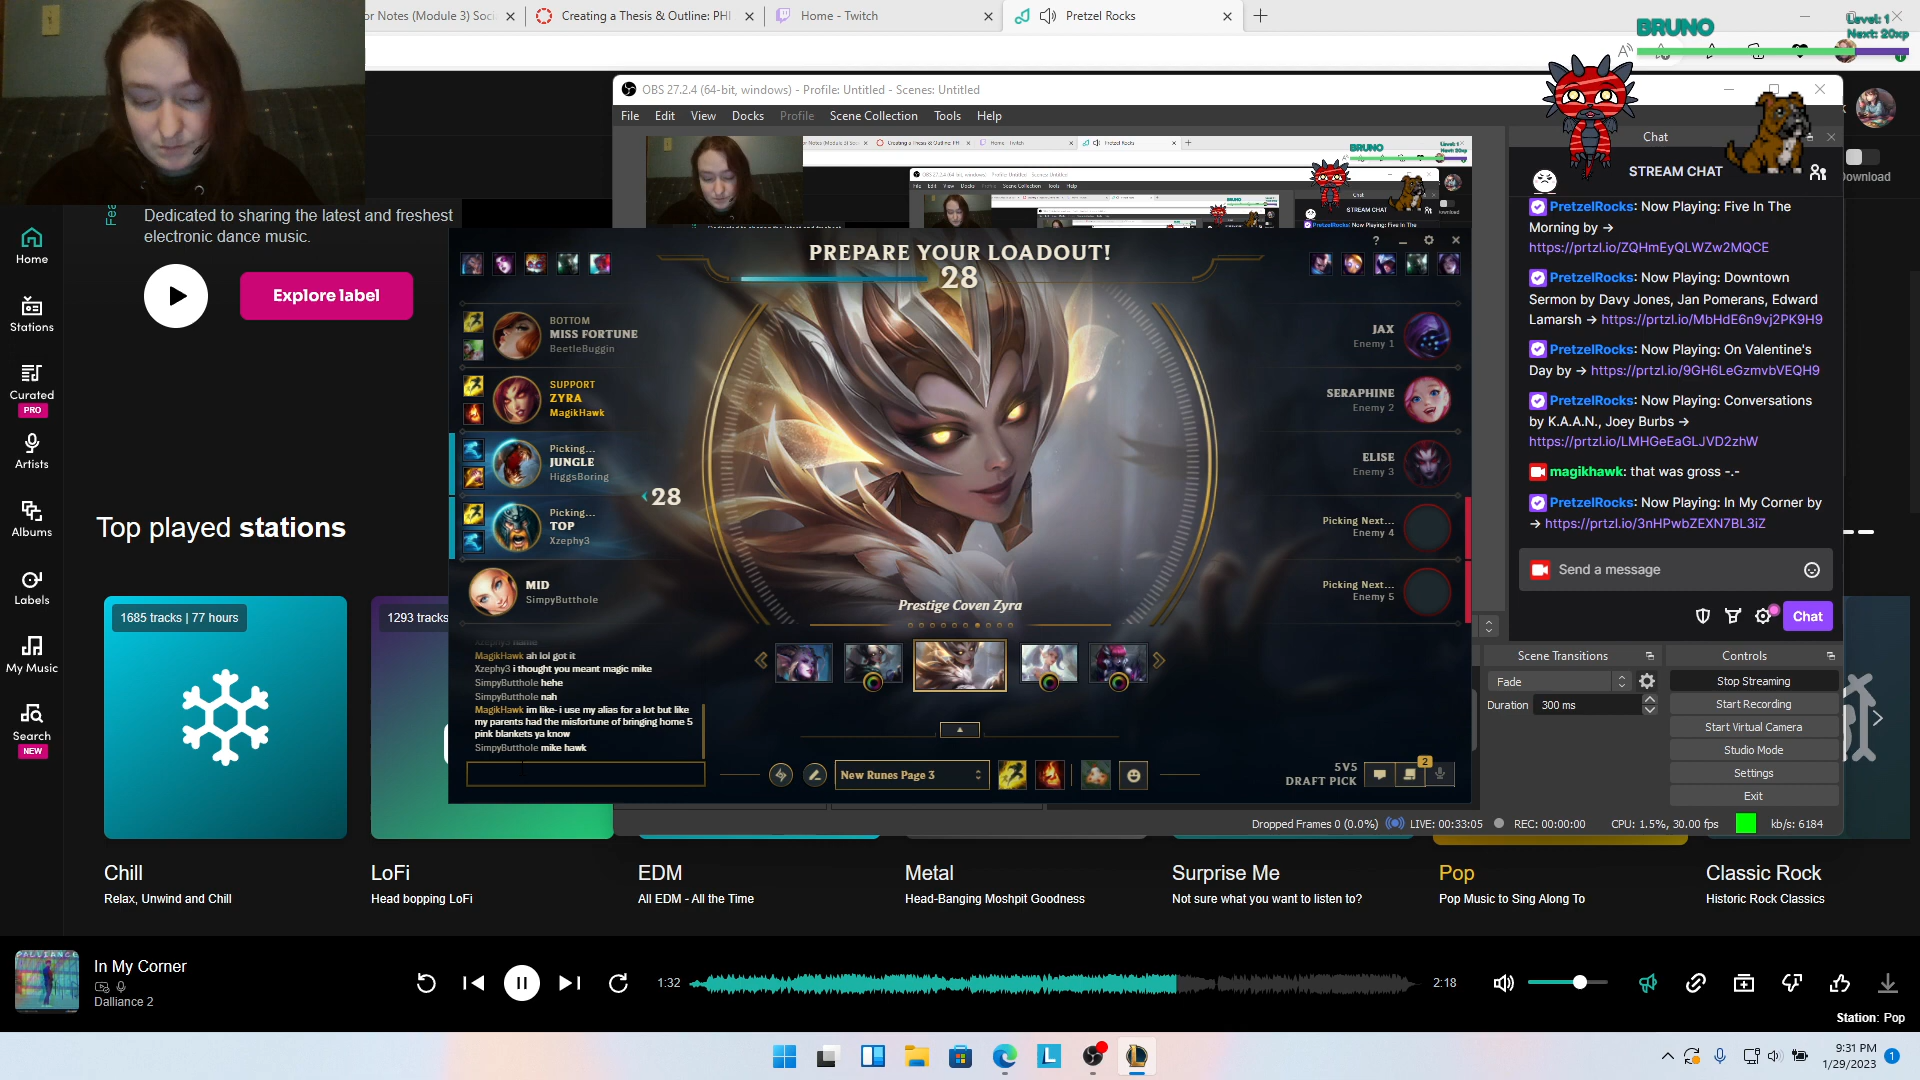 or Notes (Module 3) Soci
Creating a Thesis & Outline: PHI
Home - Twitch
Pretzel Rocks
BRUNO
Level: 1
Next: 20xp
OBS 27.2.4 (64-bit, windows) - Profile: Untitled - Scenes: Untitled
File
Edit
View
Docks
Profile
Scene Collection
Tools
Help
Chat
STREAM CHAT
Download
Home
Stations
Curated
PRO
Artists
Albums
Labels
My Music
Search
NEW
Dedicated to sharing the latest and freshest
electronic dance music.
Explore label
Top played stations
1685 tracks | 77 hours
1293 tracks
PREPARE YOUR LOADOUT!
28
BOTTOM
MISS FORTUNE
BeetleBuggin
SUPPORT
ZYRA
MagikHawk
Picking...
JUNGLE
HiggsBoring
28
Picking...
TOP
Xzephy3
MID
SimpyButthole
JAX
Enemy 1
SERAPHINE
Enemy 2
ELISE
Enemy 3
Picking Next...
Enemy 4
Picking Next...
Enemy 5
Prestige Coven Zyra
MagikHawk ah lol got it
Xzephy3 i thought you meant magic mike
SimpyButthole hehe
SimpyButthole nah
MagikHawk im like- i use my alias for a lot but like
my parents had the misfortune of bringing home 5
pink blankets ya know
SimpyButthole mike hawk
New Runes Page 3
5V5
DRAFT PICK
2
PretzelRocks: Now Playing: Five In The
Morning by →
https://prtzl.io/ZQHmEyQLWZw2MQCE
PretzelRocks: Now Playing: Downtown
Sermon by Davy Jones, Jan Pomerans, Edward
Lamarsh → https://prtzl.io/MbHdE6n9vj2PK9H9
PretzelRocks: Now Playing: On Valentine's
Day by → https://prtzl.io/9GH6LeGzmvbVEQH9
PretzelRocks: Now Playing: Conversations
by K.A.A.N., Joey Burbs →
https://prtzl.io/LMHGeEaGLJVD2zhW
magikhawk: that was gross -.-
PretzelRocks: Now Playing: In My Corner by
→ https://prtzl.io/3nHPwbZEXN7BL3iZ
Send a message
Chat
Scene Transitions
Fade
Duration
300 ms
Controls
Stop Streaming
Start Recording
Start Virtual Camera
Studio Mode
Settings
Exit
Dropped Frames 0 (0.0%)
LIVE: 00:33:05
REC: 00:00:00
CPU: 1.5%, 30.00 fps
kb/s: 6184
Chill
Relax, Unwind and Chill
LoFi
Head bopping LoFi
EDM
All EDM - All the Time
Metal
Head-Banging Moshpit Goodness
Surprise Me
Not sure what you want to listen to?
Pop
Pop Music to Sing Along To
Classic Rock
Historic Rock Classics
In My Corner
Dalliance 2
1:32
2:18
Station: Pop
9:31 PM
1/29/2023
1